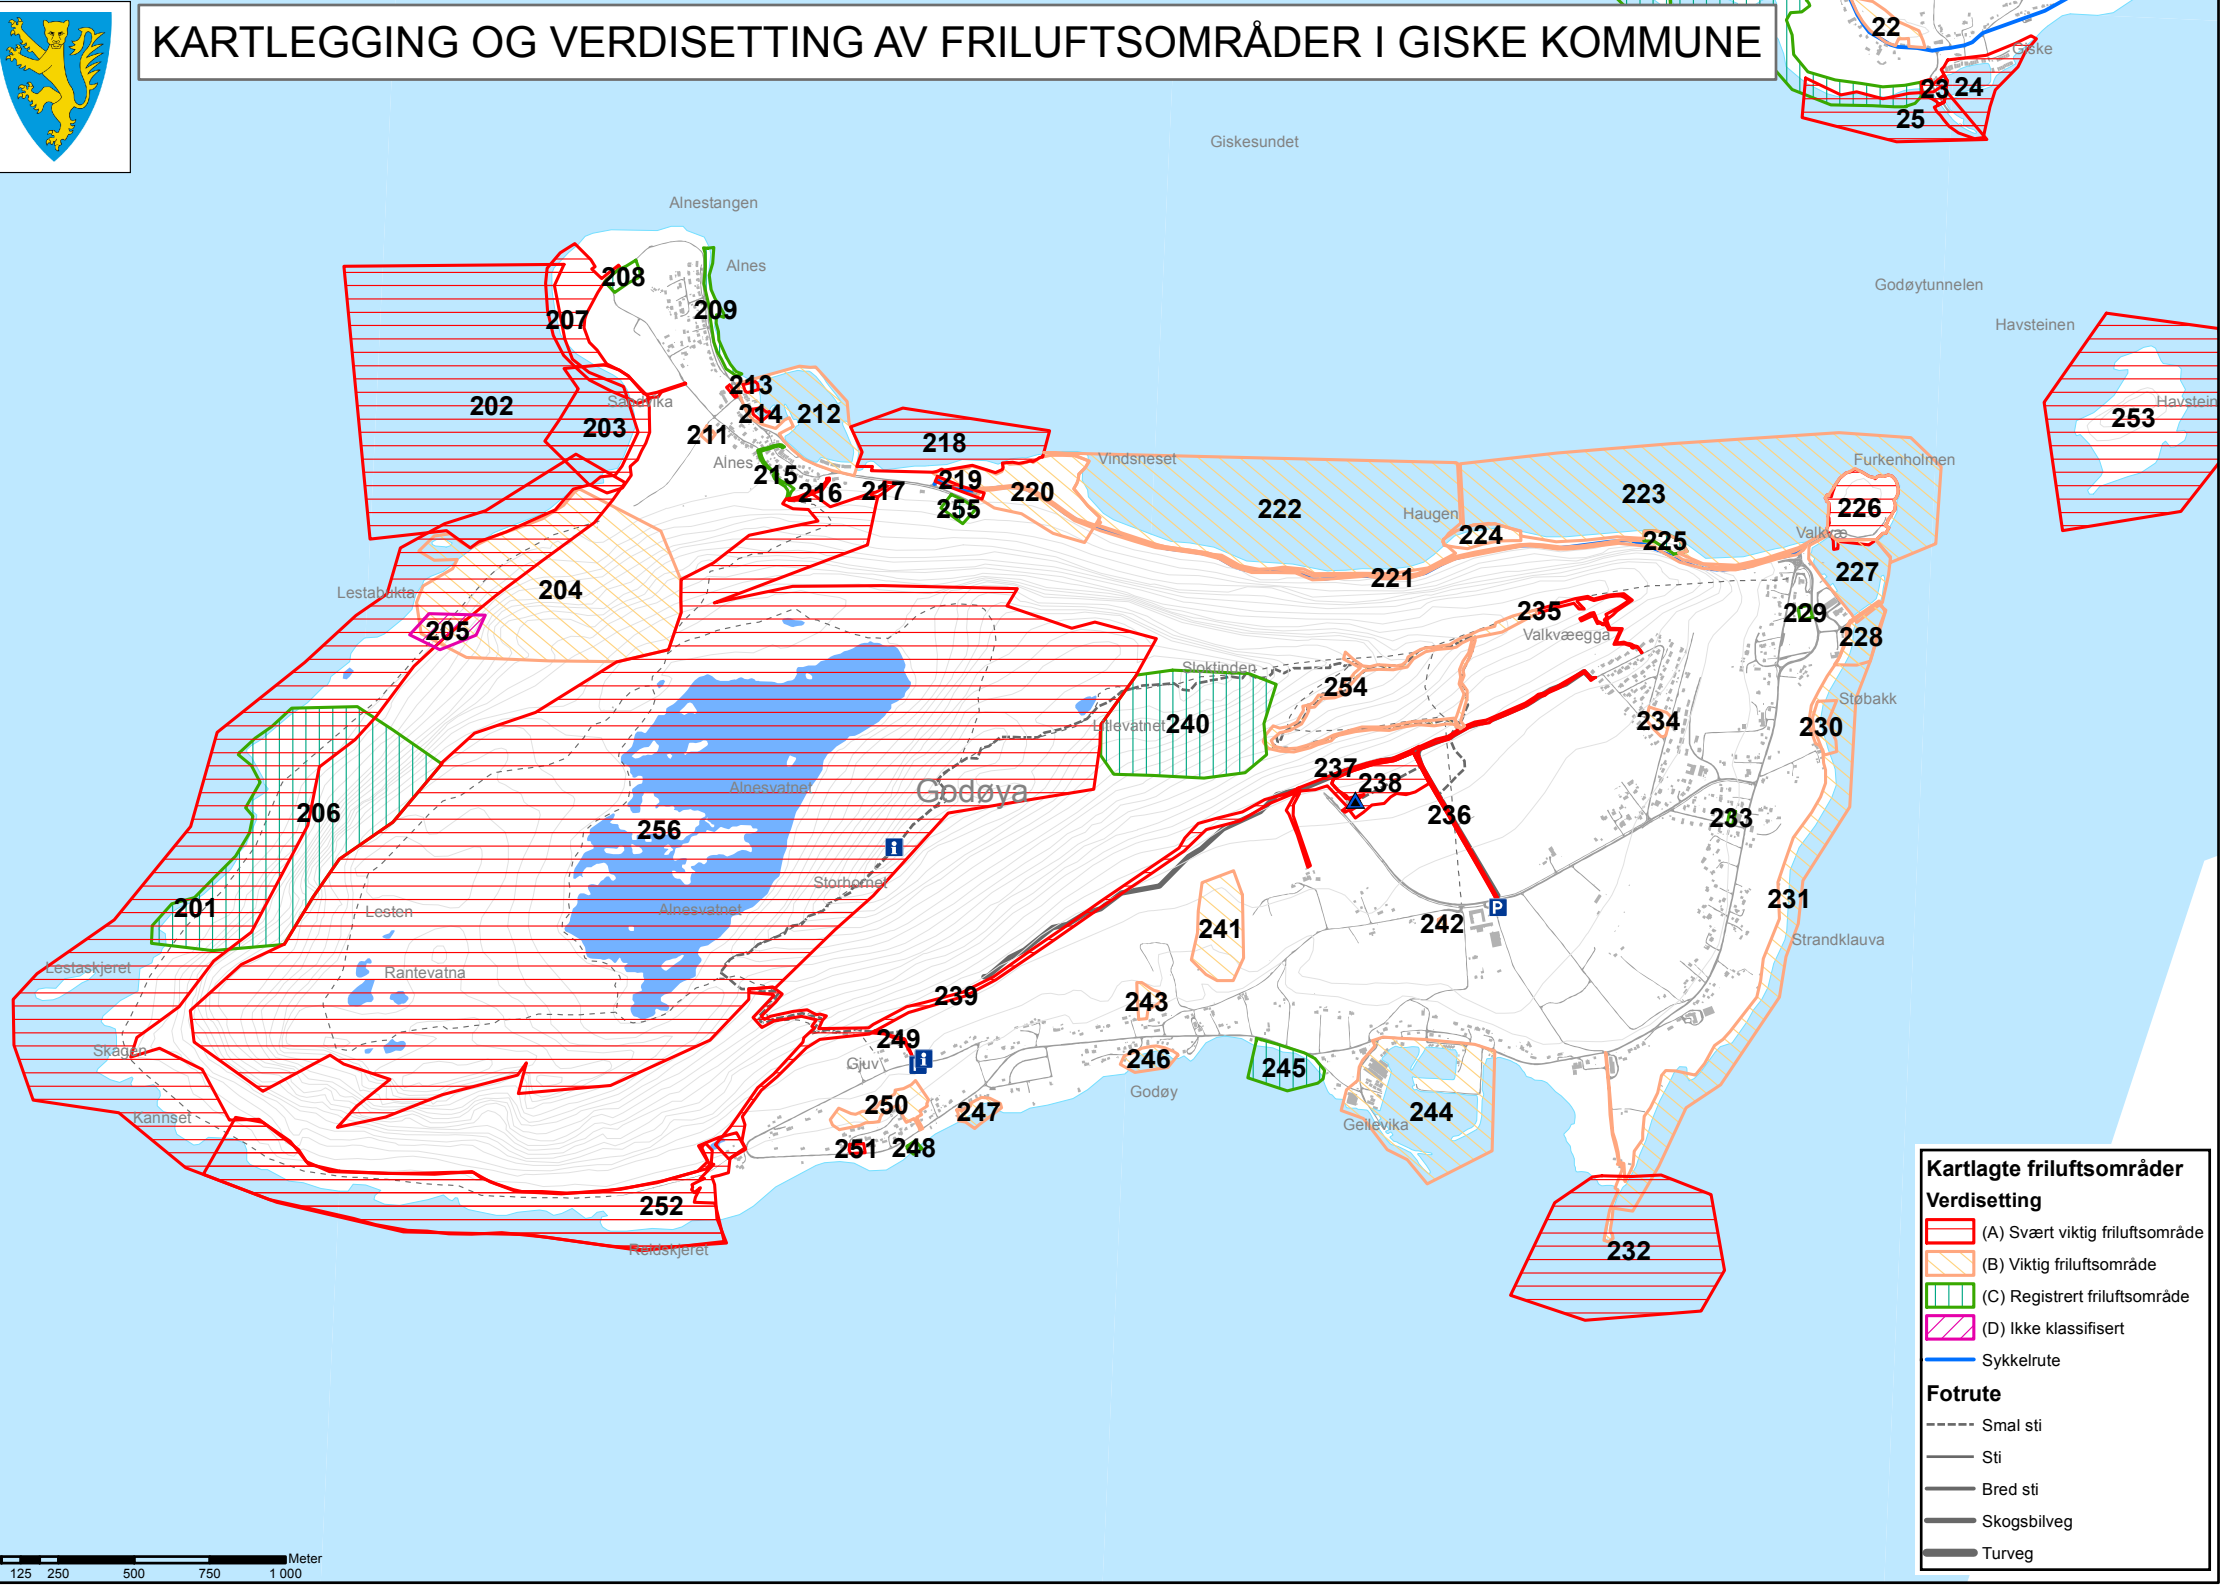 KARTLEGGING OG VERDISETTING AV FRILUFTSOMRÅDER I GISKE KOMMUNE
22
Giske
23
24
25
Giskesundet
Alnestangen
Alnes
208
209
207
Godøytunnelen
Havsteinen
202
Sandvika
203
213
214
212
211
Alnes
215
216
217
218
219
255
220
Vindsneset
222
Haugen
223
224
225
Furkenholmen
226
Valkvæ
227
253
Havstein
221
204
Lestabukta
205
235
Valkvæegga
229
228
Sloktinden
254
Støbakk
234
230
240
Litlevatnet
237
238
236
233
206
Alnesvatnet
Godøya
256
Storhornet
Alnesvatnet
201
Lesten
241
242
P
231
Strandklauva
Lestaskjeret
Rantevatna
239
243
249
Gjuv
246
245
Godøy
Skagen
Kannset
250
247
251
248
244
Geilevika
252
Reidskjeret
232
Kartlagte friluftsområder
Verdisetting
(A) Svært viktig friluftsområde
(B) Viktig friluftsområde
(C) Registrert friluftsområde
(D) Ikke klassifisert
Sykkelrute
Fotrute
Smal sti
Sti
Bred sti
Skogsbilveg
Turveg
Meter
125 250 500 750 1 000